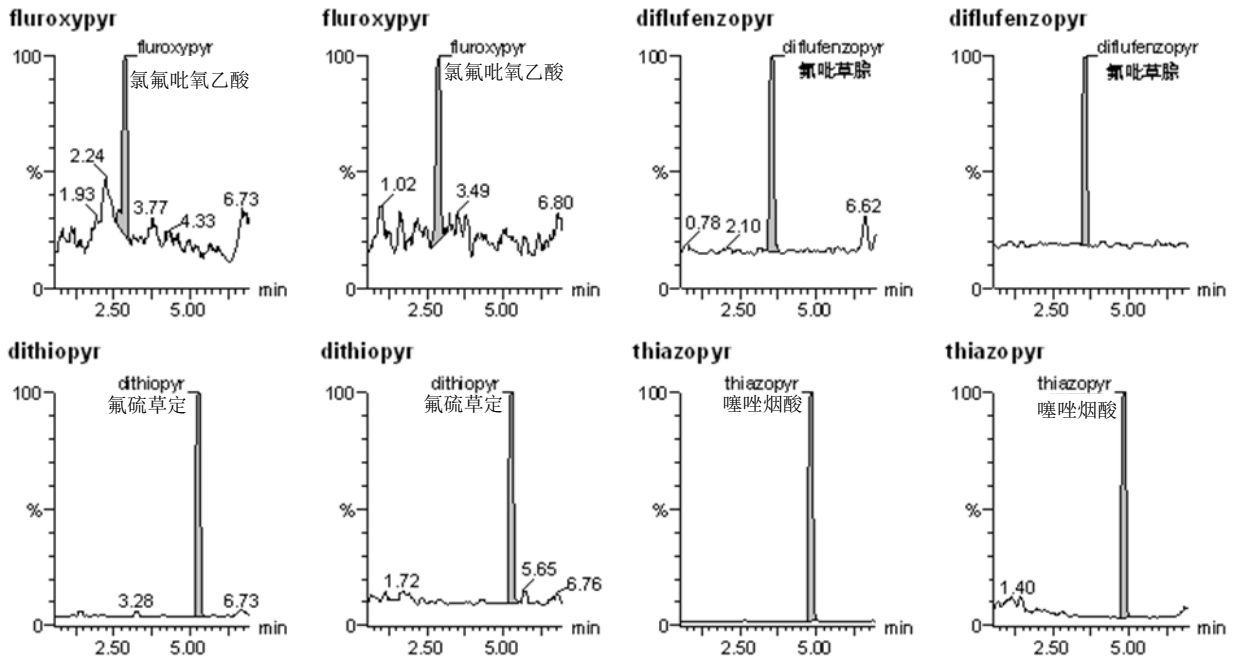 fluroxypyr
fluroxypyr
100
氯氟吡氧乙酸
2.24
%
1.93
3.77
4.33
6.73
0
min
2.50
5.00
fluroxypyr
fluroxypyr
100
氯氟吡氧乙酸
%
1.02
3.49
6.80
0
min
2.50
5.00
diflufenzopyr
diflufenzopyr
100
氟吡草腙
%
0.78
2.10
6.62
0
min
2.50
5.00
diflufenzopyr
diflufenzopyr
100
氟吡草腙
%
0
min
2.50
5.00
dithiopyr
dithiopyr
100
氟硫草定
%
3.28
6.73
0
min
2.50
5.00
dithiopyr
dithiopyr
100
氟硫草定
%
1.72
5.65
6.76
0
min
2.50
5.00
thiazopyr
thiazopyr
100
噻唑烟酸
%
0
min
2.50
5.00
thiazopyr
thiazopyr
100
噻唑烟酸
%
1.40
0
min
2.50
5.00